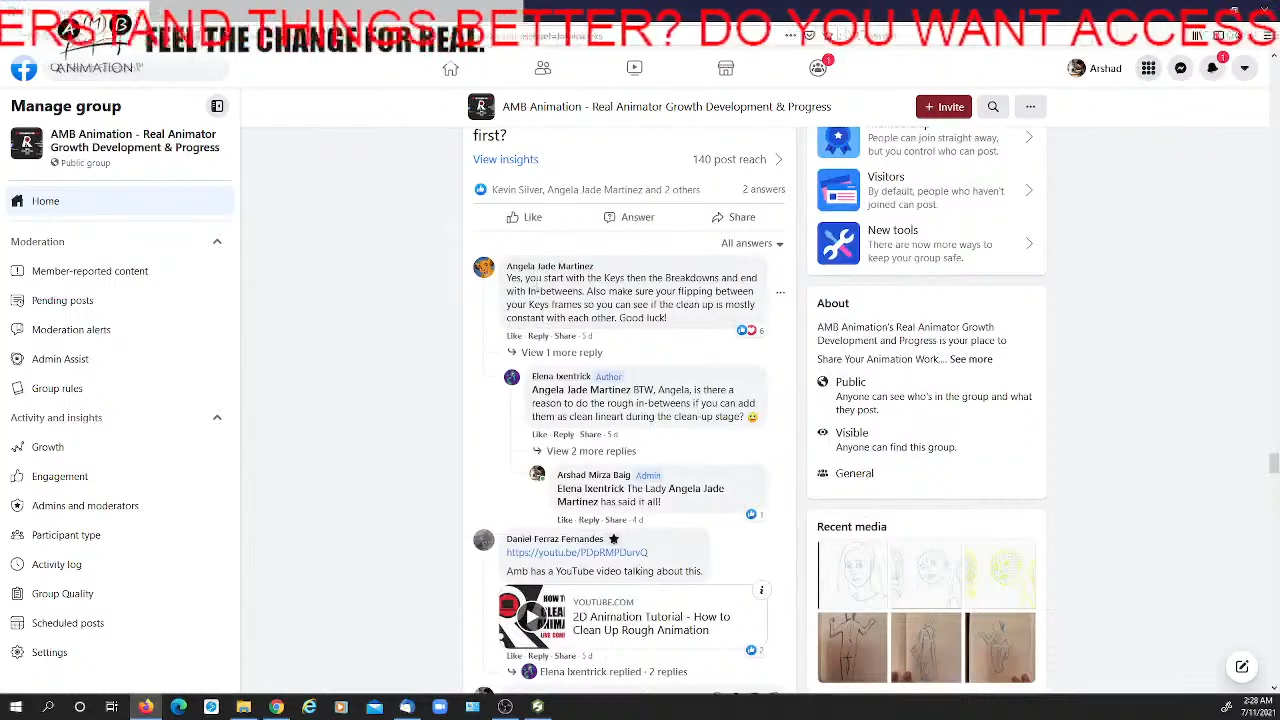 ERSTAND THINGS BETTER? DO YOU WANT ACCESS
AMB
ANIMATION
FEEL THE CHANGE FOR REAL.
Arshad
1
1
Manage group
AMB Animation - Real Animator
Growth Development & Progress
Public group
Home
Moderation
Member-reported content
Pending posts
Moderation alerts
Admin Assist
Group rules
Activity and insights
Growth
Engagement
Admins and moderators
Participant type
Activity log
Group Quality
Scheduled posts
Settings
R
AMB Animation - Real Animator Growth Development & Progress
+ Invite
first?
View insights
140 post reach
Kevin Silver, Angela Jade Martinez and 2 others
2 answers
Like
Answer
Share
All answers
Angela Jade Martinez
Yes, you start with the Keys then the Breakdowns and end
with In-betweens. Also make sure your flipping between
your Keys frames so you can see if the clean up is mostly
constant with each other. Good luck!
6
Like · Reply · Share · 5 d
View 1 more reply
Elena Ixentrick Author
Angela Jade Martinez BTW, Angela, is there a
reason to do the rough in-betweens if you can add
them as clean lineart during the clean-up stage?
Like · Reply · Share · 5 d
View 2 more replies
Arshad Mirza Baig Admin
Elena Ixentrick The Lady Angela Jade
Martinez has said it all!
1
Like · Reply · Share · 4 d
Daniel Ferraz Fernandes
https://youtu.be/PDpRMPDurvQ
Amb has a YouTube video talking about this.
YOUTUBE.COM
2D Animation Tutorial - How to
Clean Up Rough Animation
2
Like · Reply · Share · 5 d
Elena Ixentrick replied · 2 replies
People can join straight away,
but you control who can post.
Visitors
By default, people who haven't
joined can post.
New tools
There are now more ways to
keep your group safe.
About
AMB Animation's Real Animator Growth
Development and Progress is your place to
Share Your Animation Work.... See more
Public
Anyone can see who's in the group and what
they post.
Visible
Anyone can find this group.
General
Recent media
2:28 AM
7/11/2021